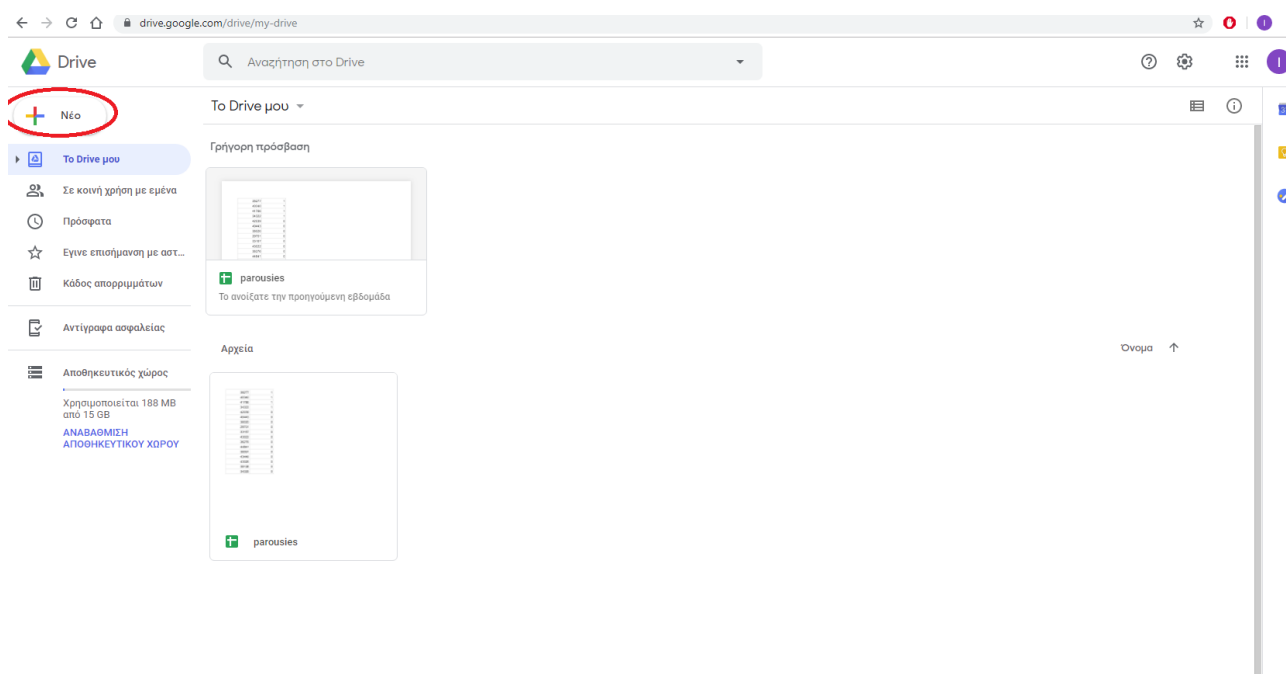 drive.google.com/drive/my-drive
Drive
Αναζήτηση στο Drive
Νέο
Το Drive μου
Το Drive μου
Σε κοινή χρήση με εμένα
Πρόσφατα
Εγινε επισήμανση με αστ...
Κάδος απορριμμάτων
Αντίγραφα ασφαλείας
Αποθηκευτικός χώρος
Χρησιμοποιείται 188 MB
από 15 GB
ΑΝΑΒΑΘΜΙΣΗ
ΑΠΟΘΗΚΕΥΤΙΚΟΥ ΧΩΡΟΥ
Γρήγορη πρόσβαση
parousies
Το ανοίξατε την προηγούμενη εβδομάδα
Αρχεία
Όνομα
parousies